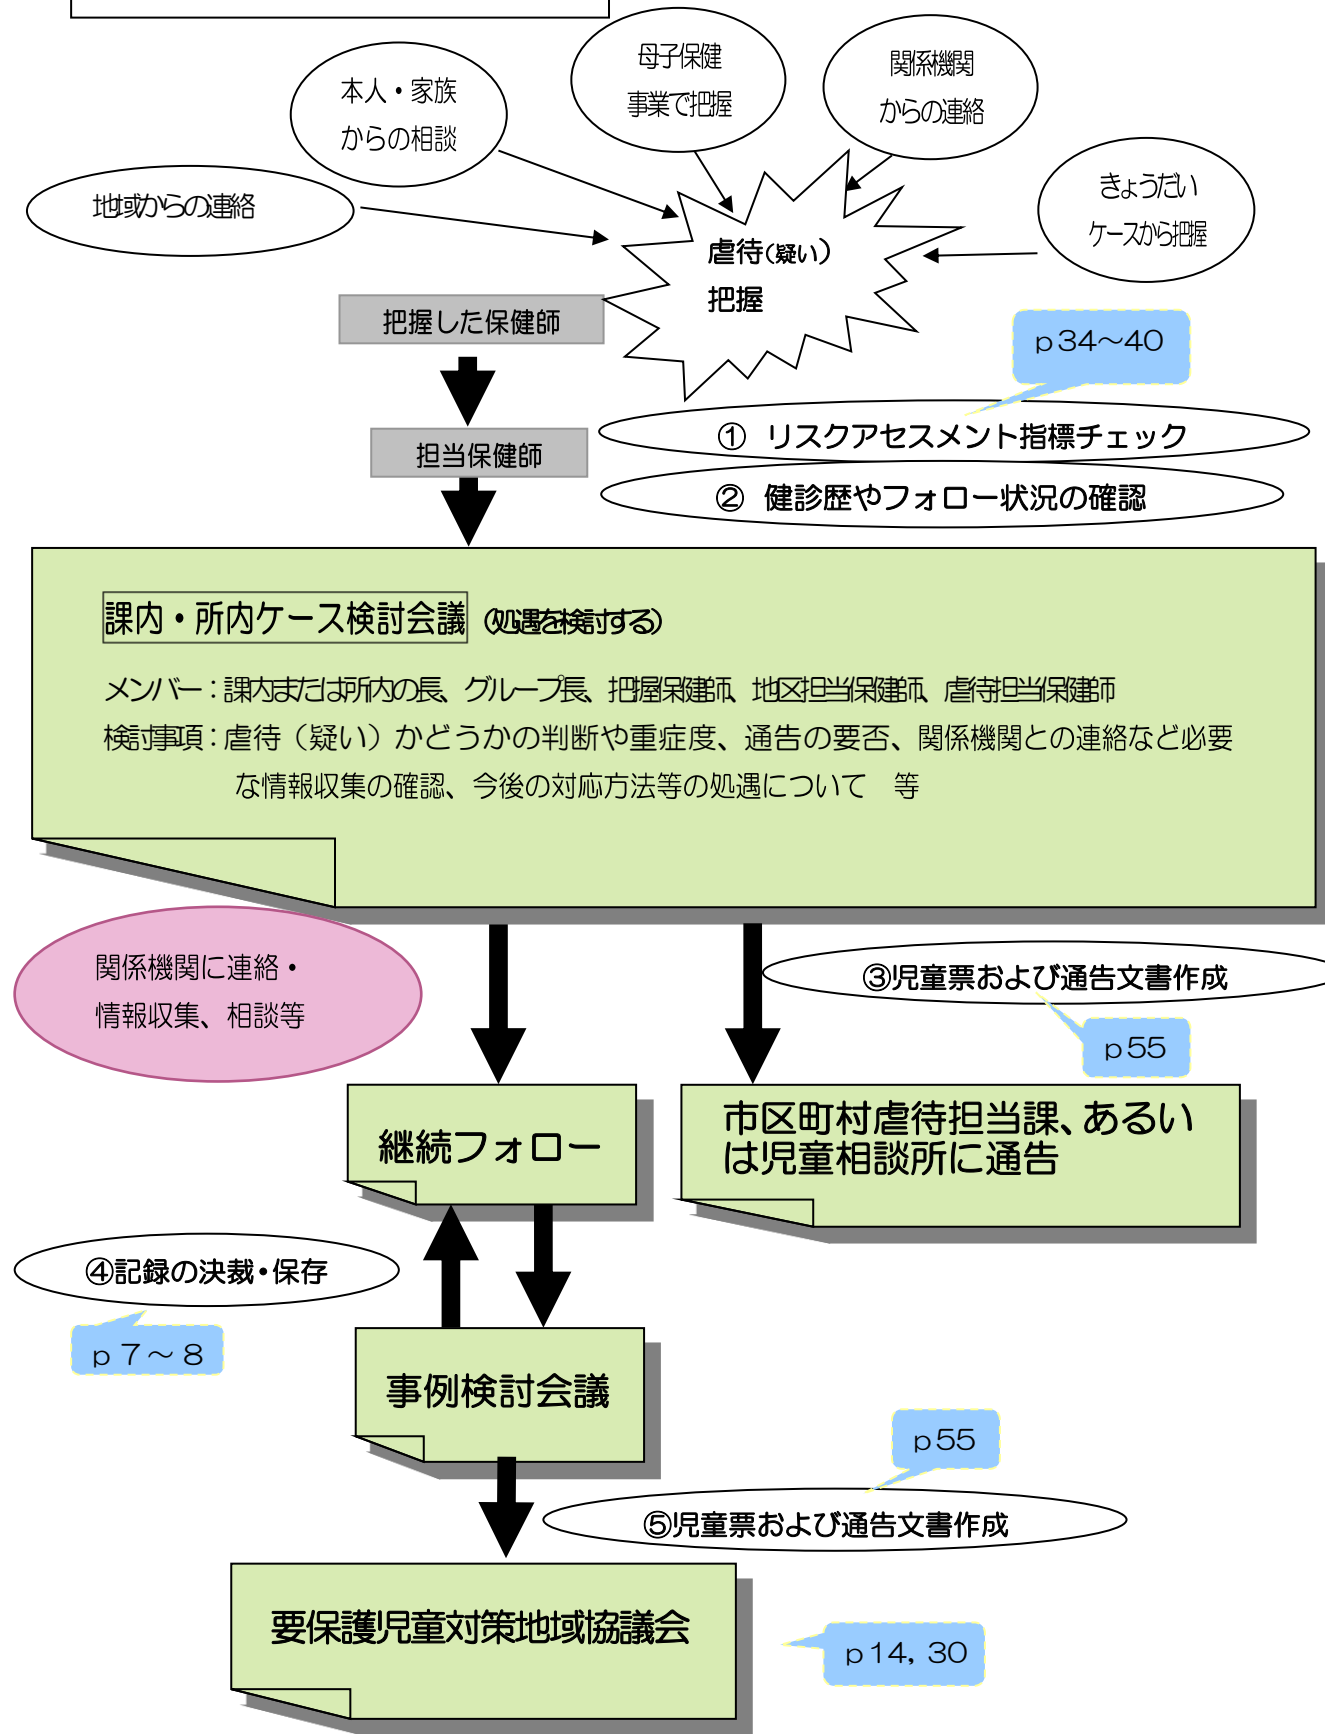 母子保健
事業で把握
関係機関
からの連絡
本人・家族
からの相談
地域からの連絡
きょうだい
ケースから把握
虐待（疑い）
把握
把握した保健師
p34～40
担当保健師
① リスクアセスメント指標チェック
② 健診歴やフォロー状況の確認
課内・所内ケース検討会議 （処遇を検討する）
メンバー：課内または所内の長、グループ長、把握保健師、地区担当保健師、虐待担当保健師
検討事項：虐待（疑い）かどうかの判断や重症度、通告の要否、関係機関との連絡など必要
な情報収集の確認、今後の対応方法等の処遇について　等
関係機関に連絡・
情報収集、相談等
③児童票および通告文書作成
p55
継続フォロー
市区町村虐待担当課、あるい
は児童相談所に通告
④記録の決裁・保存
p７～８
事例検討会議
p55
⑤児童票および通告文書作成
要保護児童対策地域協議会
p14, 30